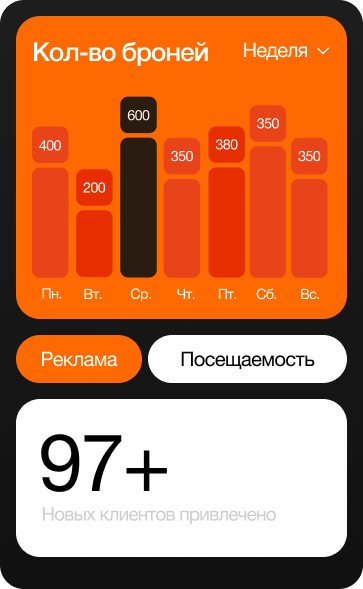 Кол-во броней Неделя
600
350
400 350 380 350
200
Пн. Вт. Ср. Чт. Пт. Сб. Вс.
Реклама Посещаемость
97+
Новых клиентов привлечено